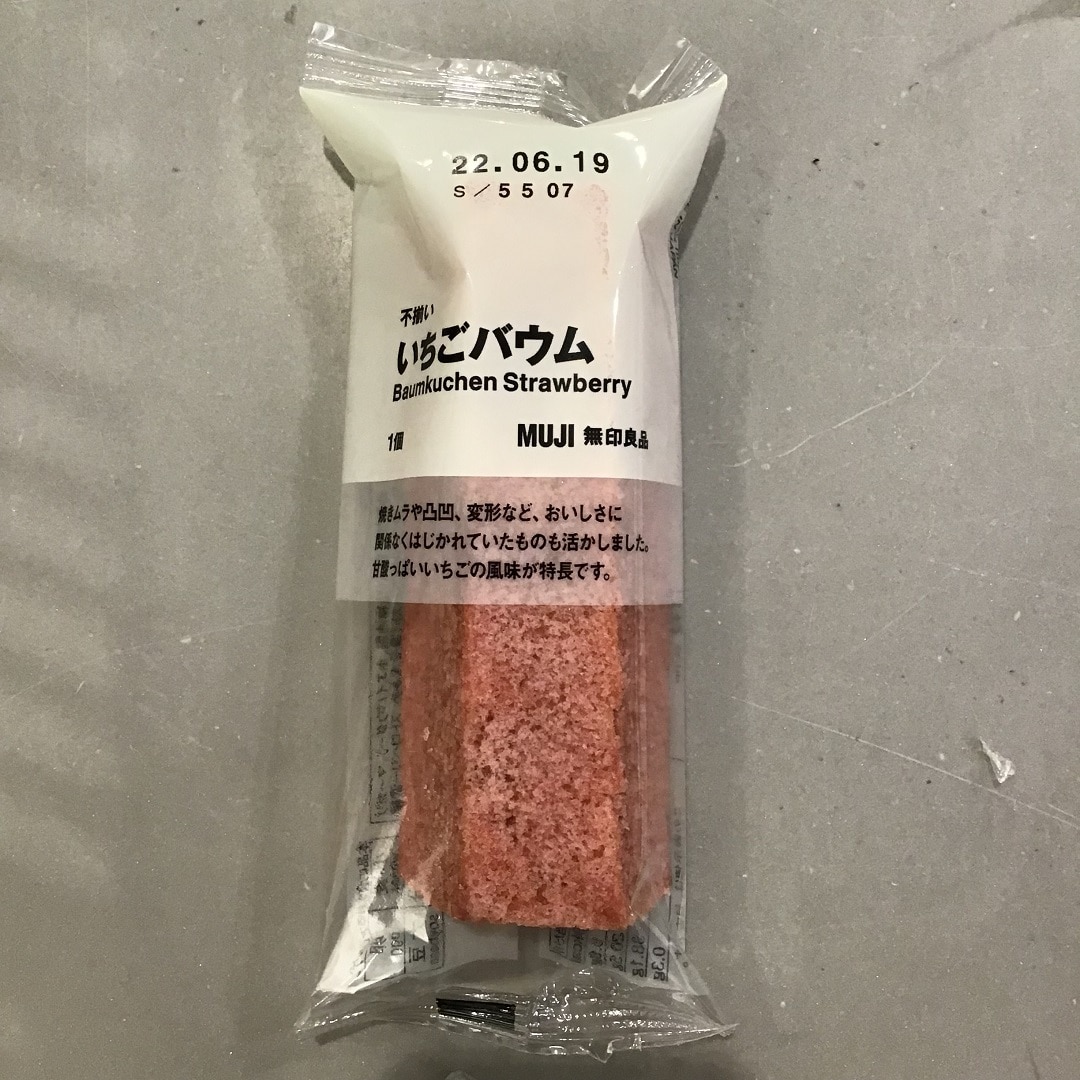 22.06.19
S/5 5 07
不揃い
いちごバウム
Baumkuchen Strawberry
1個
MUJI 無印良品
焼きムラや凸凹、変形など、おいしさに
関係なくはじかれていたものも活かしました。
甘酸っぱいいちごの風味が特長です。